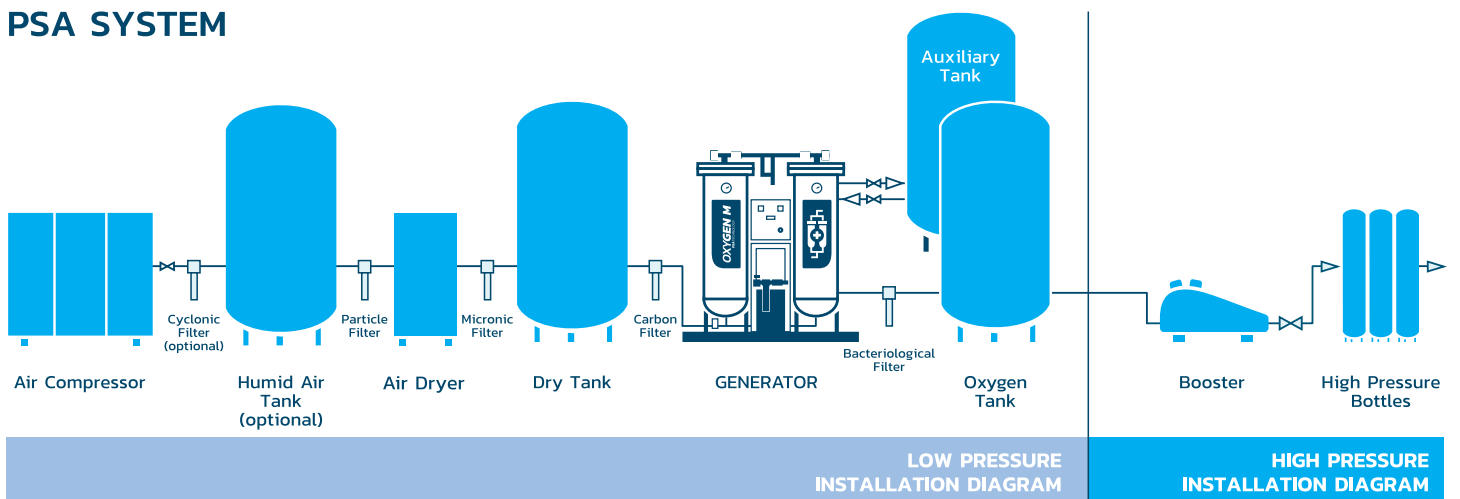 PSA SYSTEM
Auxiliary
Tank
OXYGEN M
Cyclonic
Filter
(optional)
Particle
Filter
Micronic
Filter
Carbon
Filter
Bacteriological
Filter
Air Compressor
Humid Air
Tank
(optional)
Air Dryer
Dry Tank
GENERATOR
Oxygen
Tank
Booster
High Pressure
Bottles
LOW PRESSURE
INSTALLATION DIAGRAM
HIGH PRESSURE
INSTALLATION DIAGRAM